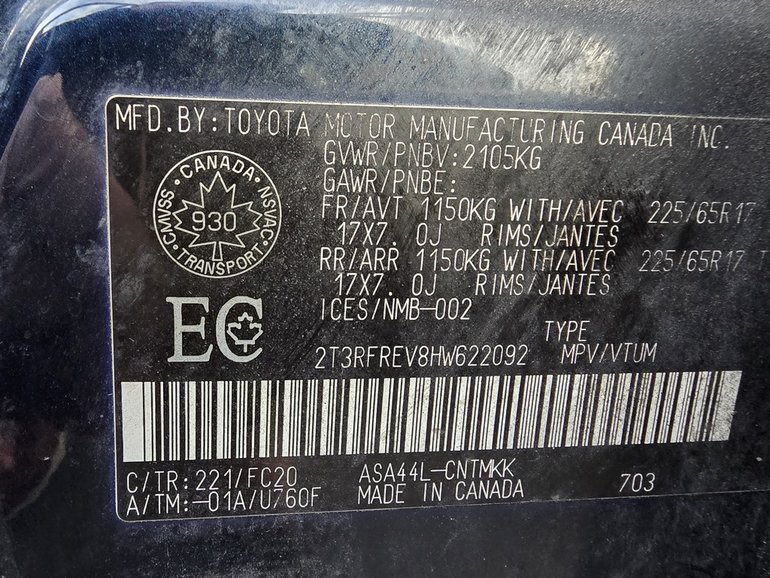 MFD.BY:TOYOTA MOTOR MANUFACTURING CANADA INC.
GVWR/PNBV:2105KG
GAWR/PNBE:
FR/AVT 1150KG WITH/AVEC 225/65R17
17X7. 0J RIMS/JANTES
RR/ARR 1150KG WITH/AVEC 225/65R17
17X7. 0J RIMS/JANTES
ICES/NMB-002
CANADA
CMVSS 930 NSVAC
TRANSPORT
EC
TYPE
2T3RFREV8HW622092 MPV/VTUM
C/TR:221/FC20 ASA44L-CNTMKK
A/TM:-01A/U760F MADE IN CANADA 703